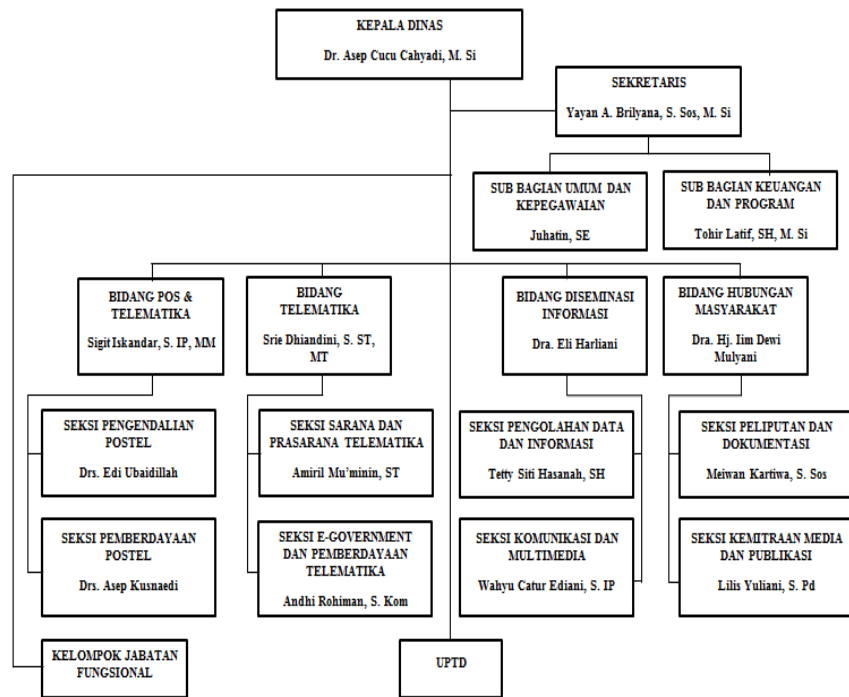 KEPALA DINAS
Dr. Asep Cucu Cahyadi, M. Si
SEKRETARIS
Yayan A. Brilyana, S. Sos, M. Si
SUB BAGIAN UMUM DAN
KEPEGAWAIAN
Juhatin, SE
SUB BAGIAN KEUANGAN
DAN PROGRAM
Tohir Latif, SH, M. Si
BIDANG POS &
TELEMATIKA
Sigit Iskandar, S. IP, MM
BIDANG
TELEMATIKA
Srie Dhiandini, S. ST,
MT
BIDANG DISEMINASI
INFORMASI
Dra. Eli Harliani
BIDANG HUBUNGAN
MASYARAKAT
Dra. Hj. Iim Dewi
Mulyani
SEKSI PENGENDALIAN
POSTEL
Drs. Edi Ubaidillah
SEKSI SARANA DAN
PRASARANA TELEMATIKA
Amiril Mu’minin, ST
SEKSI PENGOLAHAN DATA
DAN INFORMASI
Tetty Siti Hasanah, SH
SEKSI PELIPUTAN DAN
DOKUMENTASI
Meiwan Kartiwa, S. Sos
SEKSI PEMBERDAYAAN
POSTEL
Drs. Asep Kusnaedi
SEKSI E-GOVERNMENT
DAN PEMBERDAYAAN
TELEMATIKA
Andhi Rohiman, S. Kom
SEKSI KOMUNIKASI DAN
MULTIMEDIA
Wahyu Catur Ediani, S. IP
SEKSI KEMITRAAN MEDIA
DAN PUBLIKASI
Lilis Yuliani, S. Pd
KELOMPOK JABATAN
FUNGSIONAL
UPTD